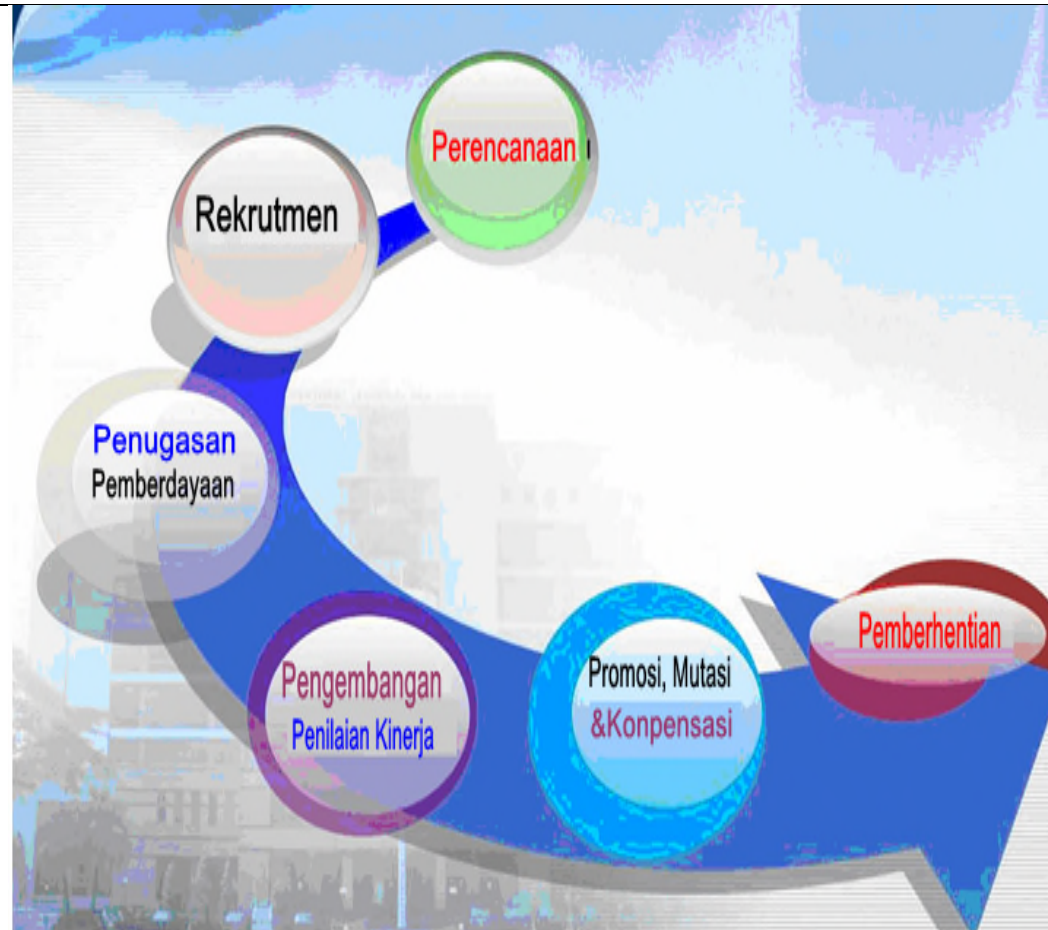 Perencanaan
Rekrutmen
Penugasan
Pemberdayaan
Pengembangan
Penilaian Kinerja
Promosi, Mutasi
&Konpensasi
Pemberhentian